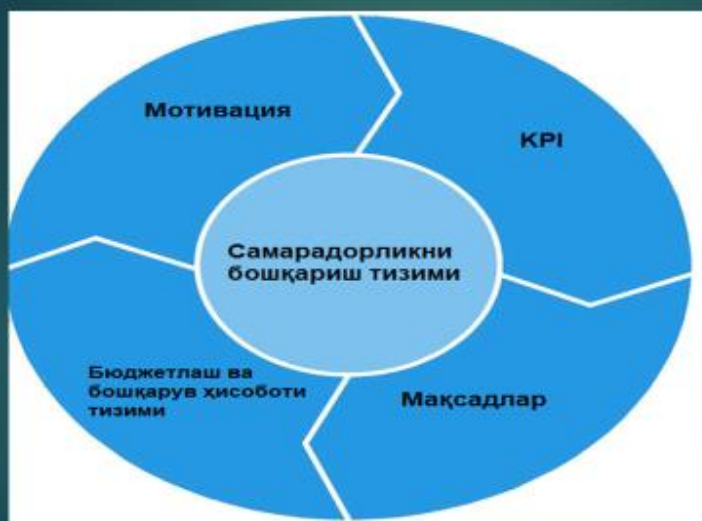 Мотивация
KPI
Самарадорликни
бошқариш тизими
Бюджетлаш ва
бошқарув ҳисоботи
тизими
Мақсадлар